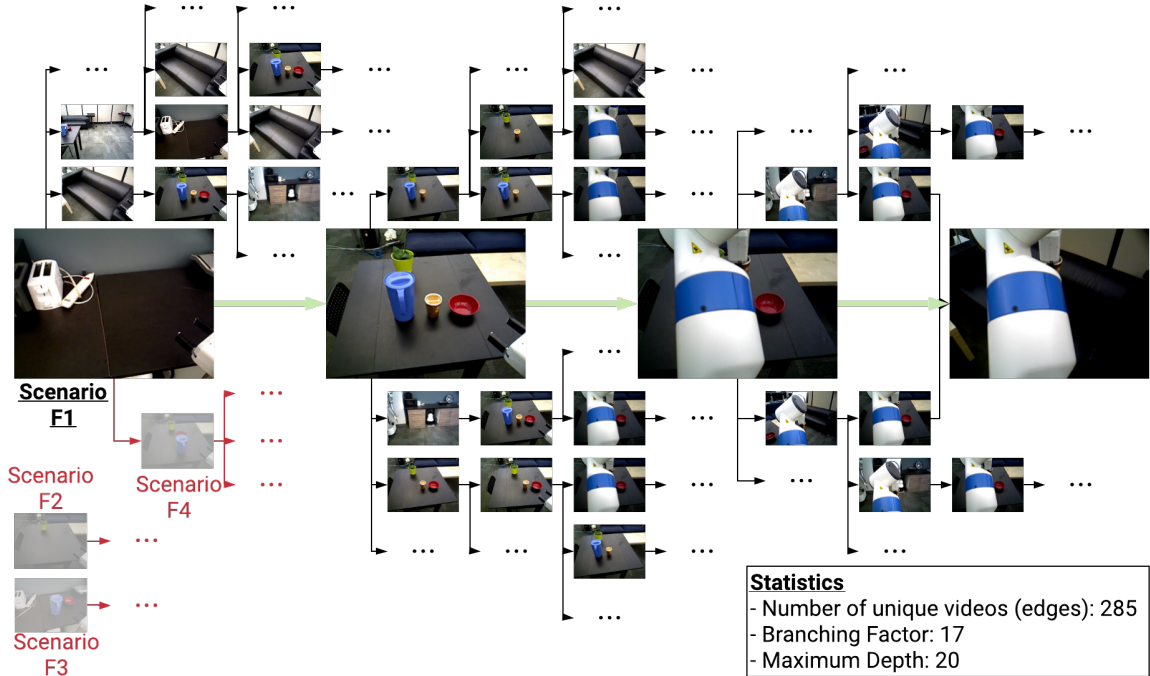 Scenario
F1
Scenario
F2
Scenario
F4
Scenario
F3
Statistics
- Number of unique videos (edges): 285
- Branching Factor: 17
- Maximum Depth: 20